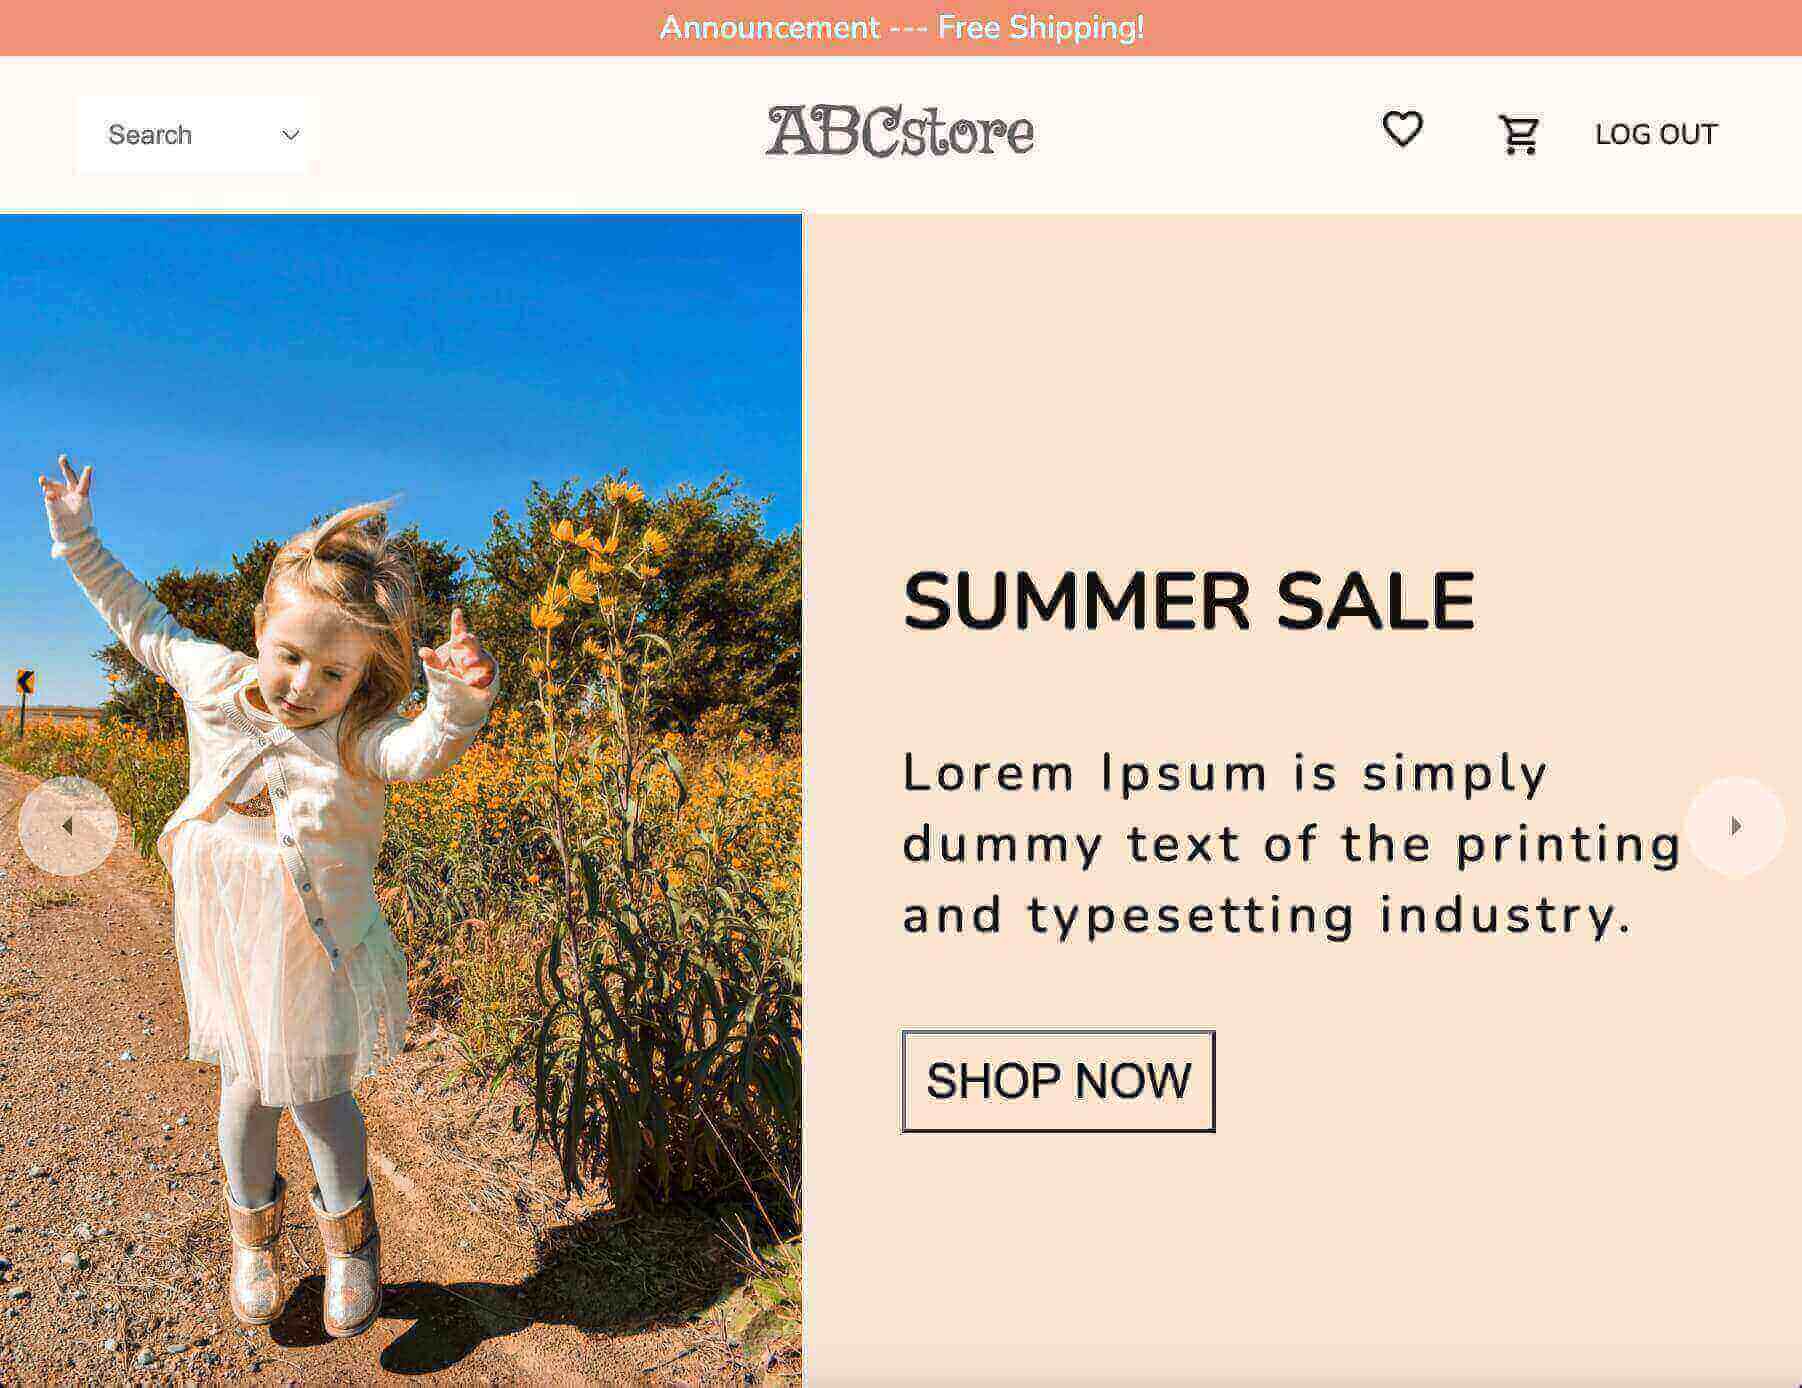 Announcement --- Free Shipping!
Search
ABCstore
LOG OUT
SUMMER SALE
Lorem Ipsum is simply
dummy text of the printing
and typesetting industry.
SHOP NOW